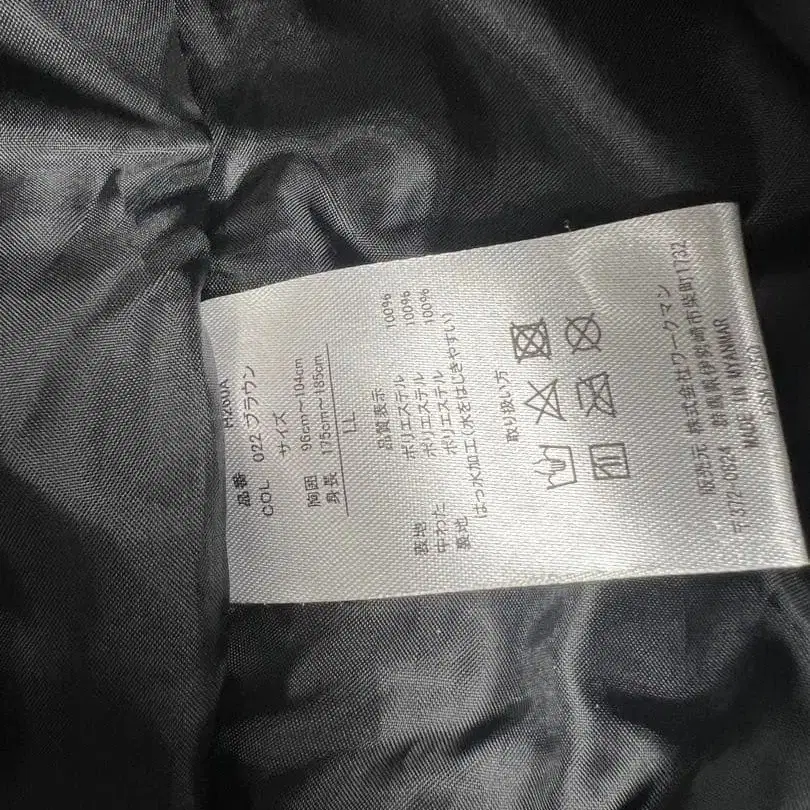 品番 H260A
COL 022 ブラウン
サイズ
胸囲 96cm～104cm
身長 175cm～185cm
LL
品質表示
表地 ポリエステル 100%
中わた ポリエステル 100%
裏地 ポリエステル 100%
はっ水加工(水をはじきやすい)
取り扱い方
販売元 株式会社ワークマン
〒372-0824 群馬県伊勢崎市柴町1732
MADE IN MYANMAR